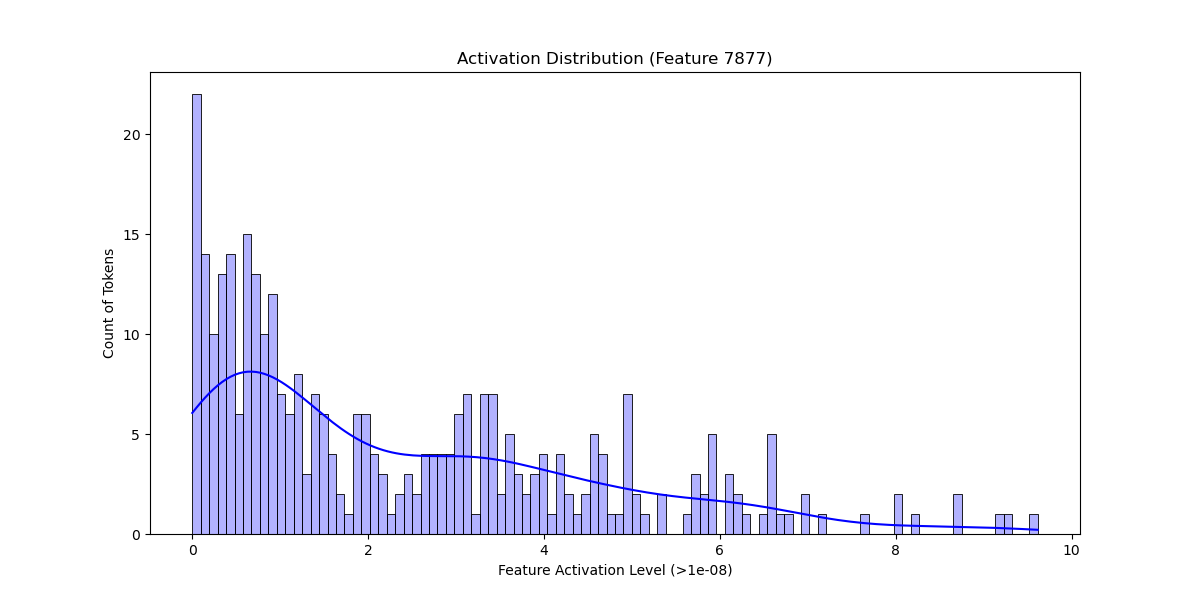 Activation Distribution (Feature 7877)
Count of Tokens
20
15
10
5
0
0 2 4 6 8 10
Feature Activation Level (>1e-08)